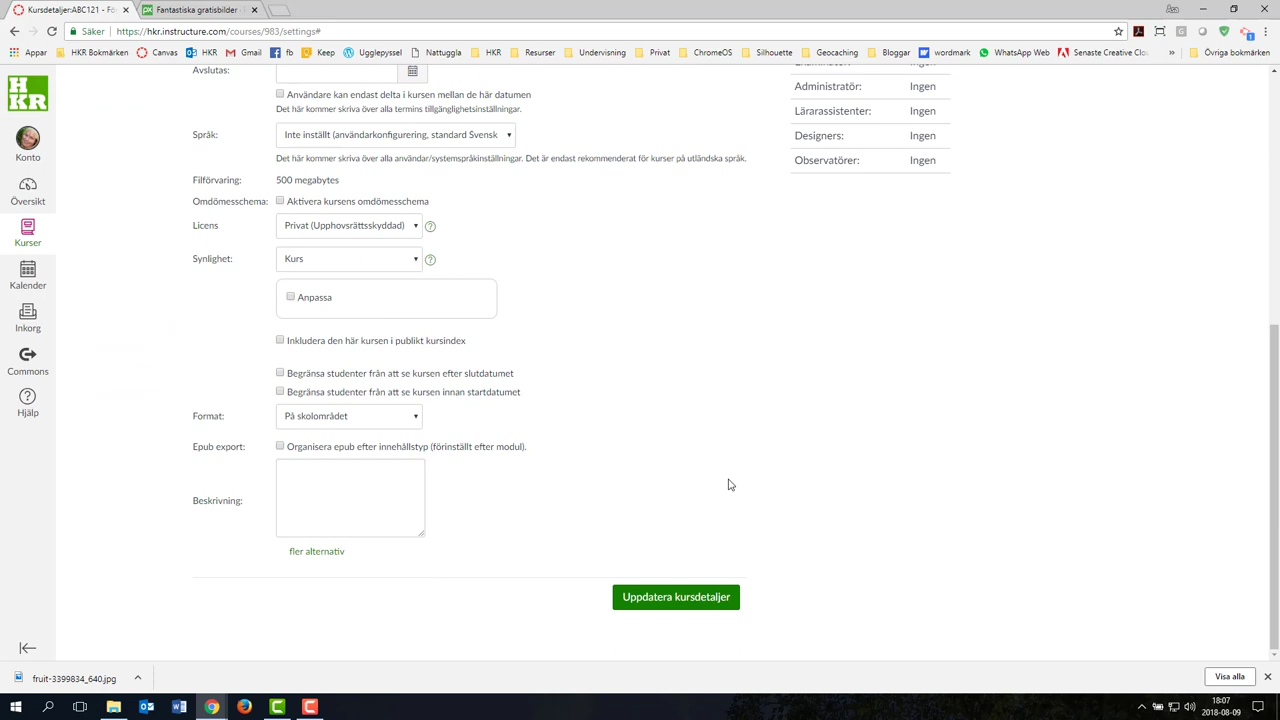 Kursdetaljer:ABC121 - Fö
Fantastiska gratisbilder -
Säker
https://hkr.instructure.com/courses/983/settings#
Appar
HKR Bokmärken
Canvas
HKR
Gmail
fb
Keep
Ugglepyssel
Nattuggla
HKR
Resurser
Undervisning
Privat
ChromeOS
Silhouette
Geocaching
Bloggar
wordmark
WhatsApp Web
Senaste Creative Clo
»
Övriga bokmärken
HKR
Konto
Översikt
Kurser
Kalender
Inkorg
Commons
Hjälp
Avslutas:
Användare kan endast delta i kursen mellan de här datumen
Det här kommer skriva över alla termins tillgänglighetsinställningar.
Språk:
Inte inställt (användarkonfigurering, standard Svensk
Det här kommer skriva över alla användar/systemspråkinställningar. Det är endast rekommenderat för kurser på utländska språk.
Filförvaring:
500 megabytes
Omdömesschema:
Aktivera kursens omdömesschema
Licens
Privat (Upphovsrättsskyddad)
Synlighet:
Kurs
Anpassa
Inkludera den här kursen i publikt kursindex
Begränsa studenter från att se kursen efter slutdatumet
Begränsa studenter från att se kursen innan startdatumet
Format:
På skolområdet
Epub export:
Organisera epub efter innehållstyp (förinställt efter modul).
Beskrivning:
fler alternativ
Uppdatera kursdetaljer
Ingen
Administratör: Ingen
Lärarassistenter: Ingen
Designers: Ingen
Observatörer: Ingen
fruit-3399834_640.jpg
Visa alla
18:07
2018-08-09